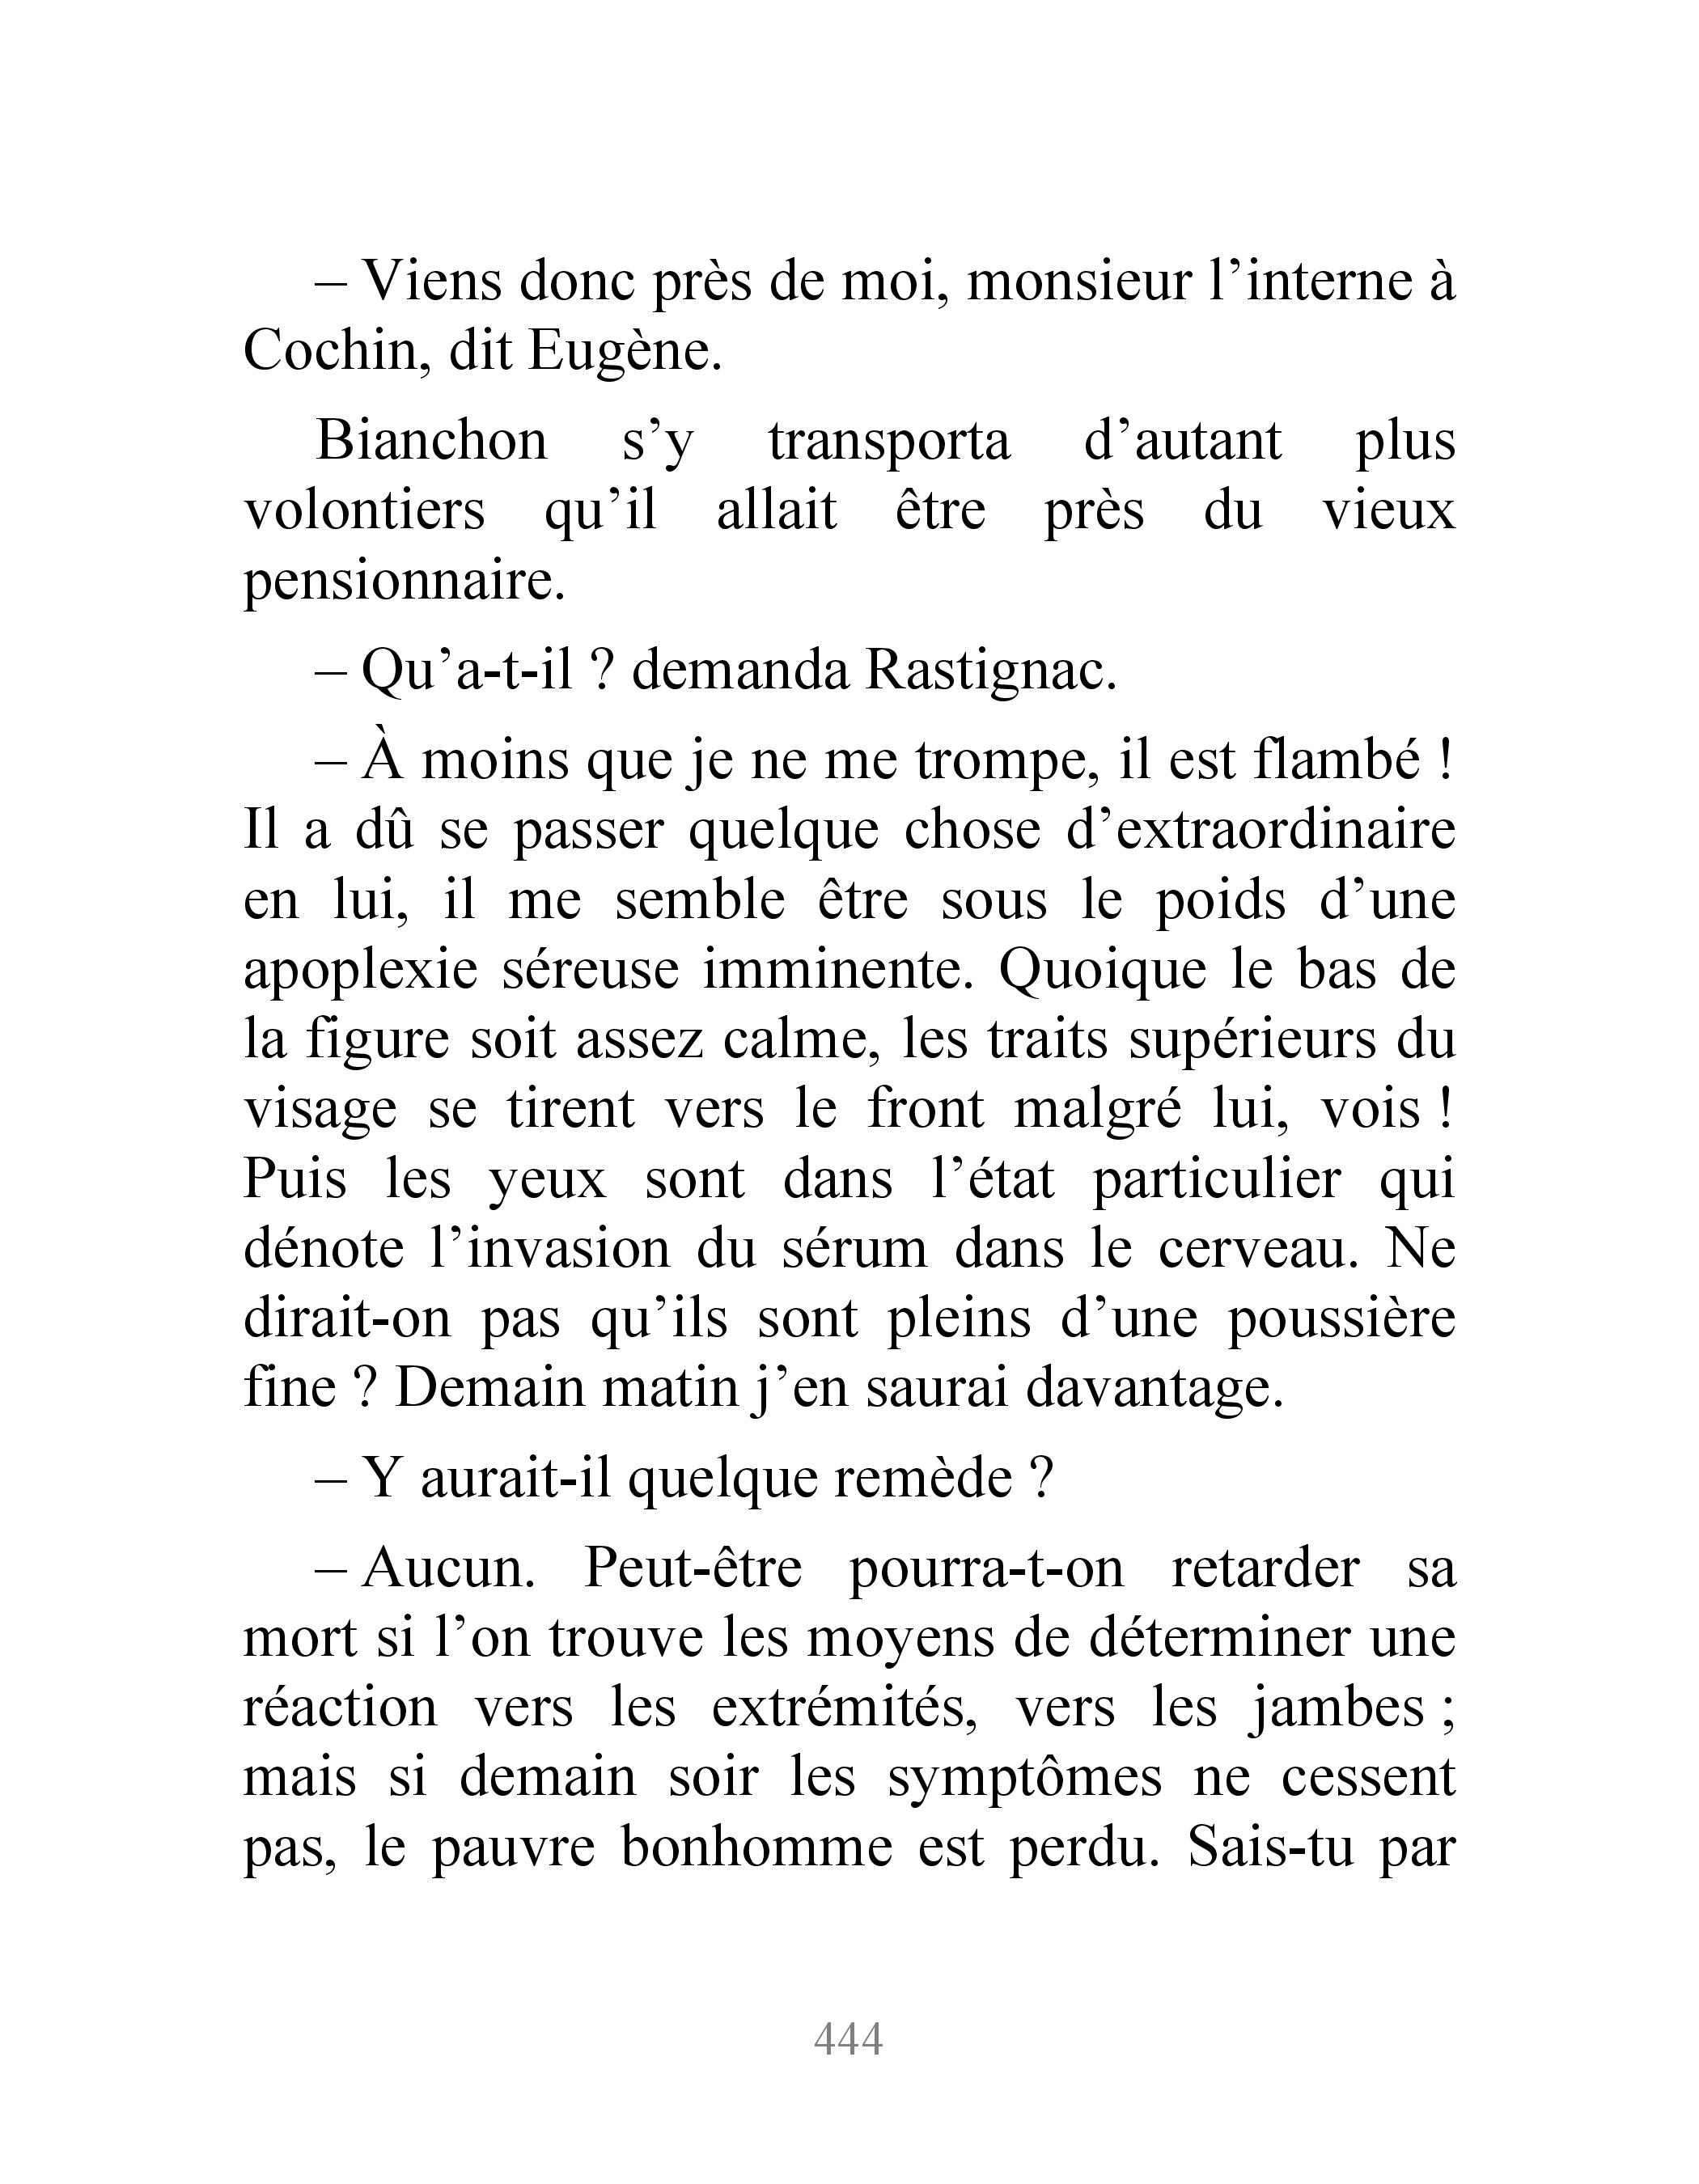 – Viens donc près de moi, monsieur l’interne à
Cochin, dit Eugène.
Bianchon s’y transporta d’autant plus
volontiers qu’il allait être près du vieux
pensionnaire.
– Qu’a-t-il ? demanda Rastignac.
– À moins que je ne me trompe, il est flambé !
Il a dû se passer quelque chose d’extraordinaire
en lui, il me semble être sous le poids d’une
apoplexie séreuse imminente. Quoique le bas de
la figure soit assez calme, les traits supérieurs du
visage se tirent vers le front malgré lui, vois !
Puis les yeux sont dans l’état particulier qui
dénote l’invasion du sérum dans le cerveau. Ne
dirait-on pas qu’ils sont pleins d’une poussière
fine ? Demain matin j’en saurai davantage.
– Y aurait-il quelque remède ?
– Aucun. Peut-être pourra-t-on retarder sa
mort si l’on trouve les moyens de déterminer une
réaction vers les extrémités, vers les jambes ;
mais si demain soir les symptômes ne cessent
pas, le pauvre bonhomme est perdu. Sais-tu par
444